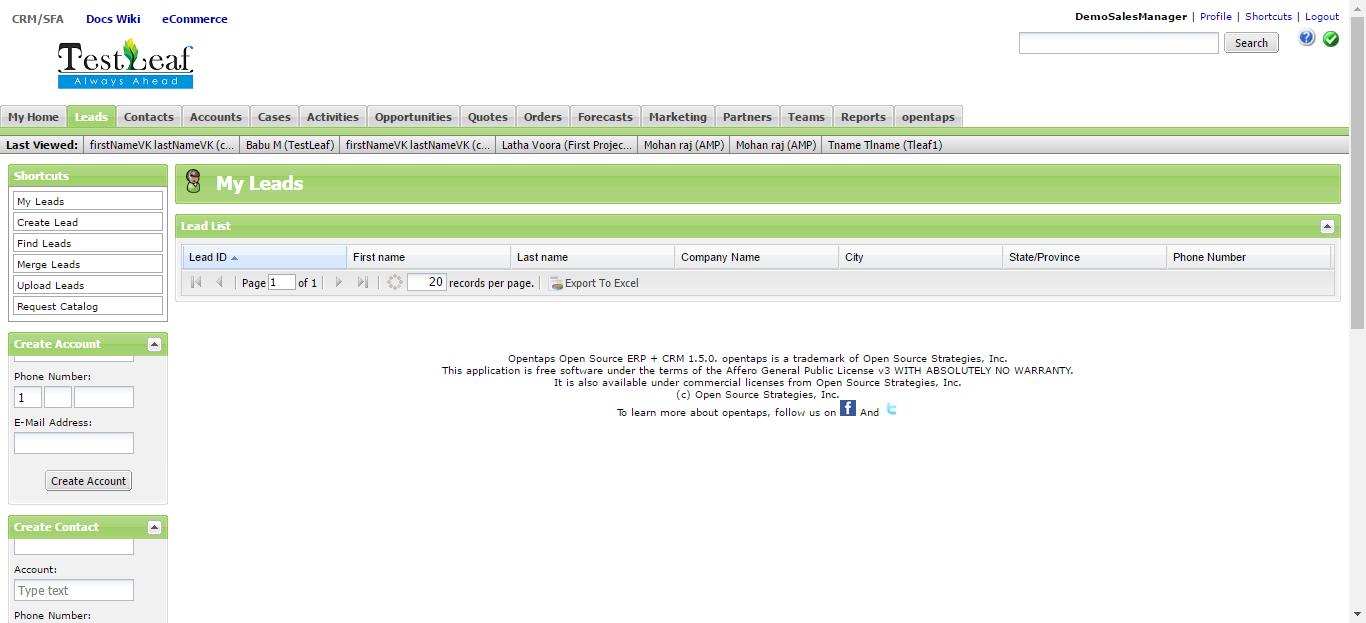 CRM/SFA Docs Wiki eCommerce
DemoSalesManager | Profile | Shortcuts | Logout
Search
TestLeaf
Always Ahead
My Home Leads Contacts Accounts Cases Activities Opportunities Quotes Orders Forecasts Marketing Partners Teams Reports opentaps
Last Viewed: firstNameVK lastNameVK (c... Babu M (TestLeaf) firstNameVK lastNameVK (c... Latha Voora (First Projec... Mohan raj (AMP) Mohan raj (AMP) Tname Tlname (Tleaf1)
Shortcuts
My Leads
Create Lead
Find Leads
Merge Leads
Upload Leads
Request Catalog
Create Account
Phone Number:
1
E-Mail Address:
Create Account
Create Contact
Account:
Type text
Phone Number:
My Leads
Lead List
Lead ID First name Last name Company Name City State/Province Phone Number
Page 1 of 1 20 records per page. Export To Excel
Opentaps Open Source ERP + CRM 1.5.0. opentaps is a trademark of Open Source Strategies, Inc.
This application is free software under the terms of the Affero General Public License v3 WITH ABSOLUTELY NO WARRANTY.
It is also available under commercial licenses from Open Source Strategies, Inc.
(c) Open Source Strategies, Inc.
To learn more about opentaps, follow us on f And t